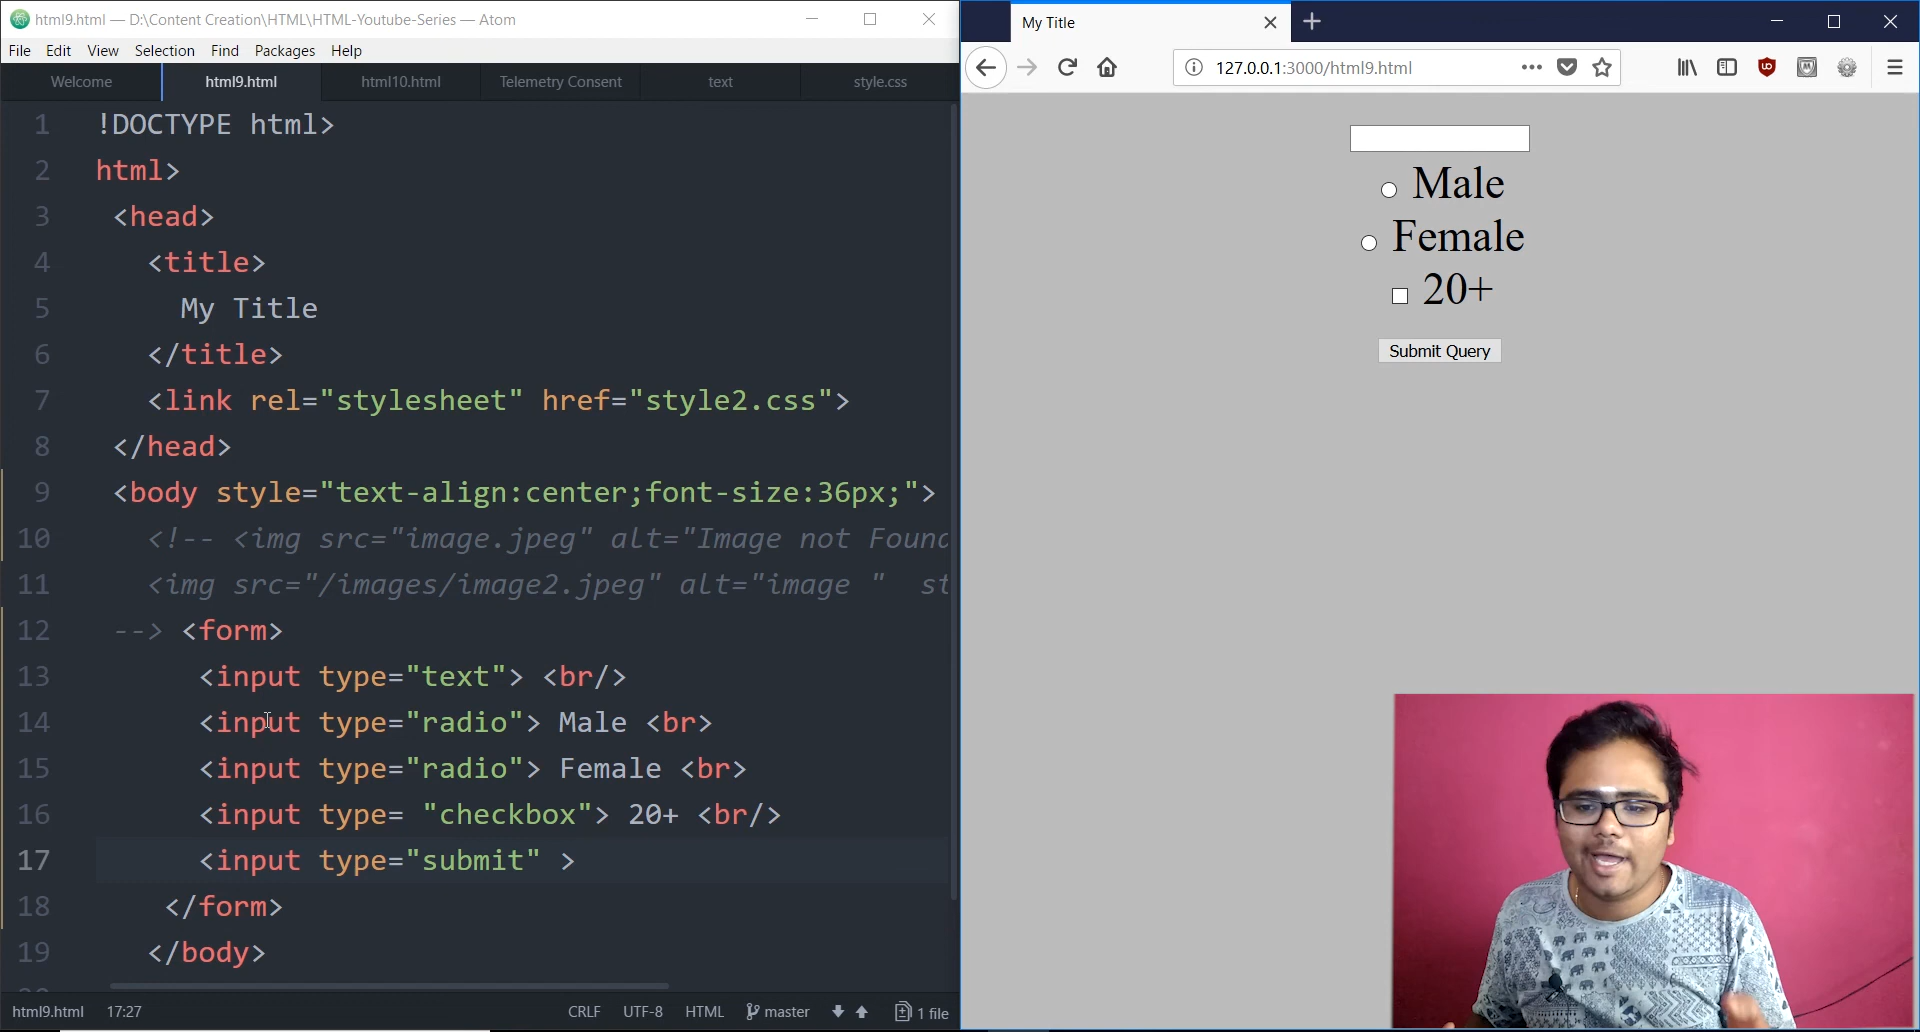 html9.html — D:\Content Creation\HTML\HTML-Youtube-Series — Atom
File Edit View Selection Find Packages Help
Welcome html9.html html10.html Telemetry Consent text style.css
1 !DOCTYPE html>
2 html>
3 <head>
4 <title>
5 My Title
6 </title>
7 <link rel="stylesheet" href="style2.css">
8 </head>
9 <body style="text-align:center;font-size:36px;">
10 <!-- <img src="image.jpeg" alt="Image not Found
11 <img src="/images/image2.jpeg" alt="image " st
12 --> <form>
13 <input type="text"> <br/>
14 <input type="radio"> Male <br>
15 <input type="radio"> Female <br>
16 <input type= "checkbox"> 20+ <br/>
17 <input type="submit" >
18 </form>
19 </body>
html9.html 17:27 CRLF UTF-8 HTML master 1 file
My Title
127.0.0.1:3000/html9.html
Male
Female
20+
Submit Query